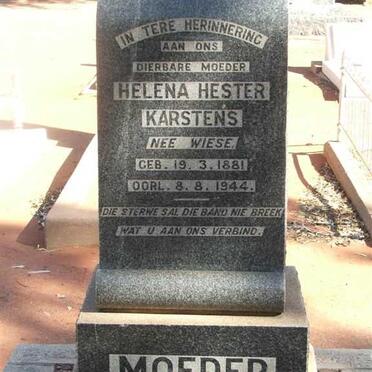 IN TERE HERINNERING
AAN ONS
DIERBARE MOEDER
HELENA HESTER
KARSTENS
NEE WIESE.
GEB. 19. 3. 1881
OORL. 8. 8. 1944.
DIE STERWE SAL DIE BAND NIE BREEK
WAT U AAN ONS VERBIND.
MOEDER